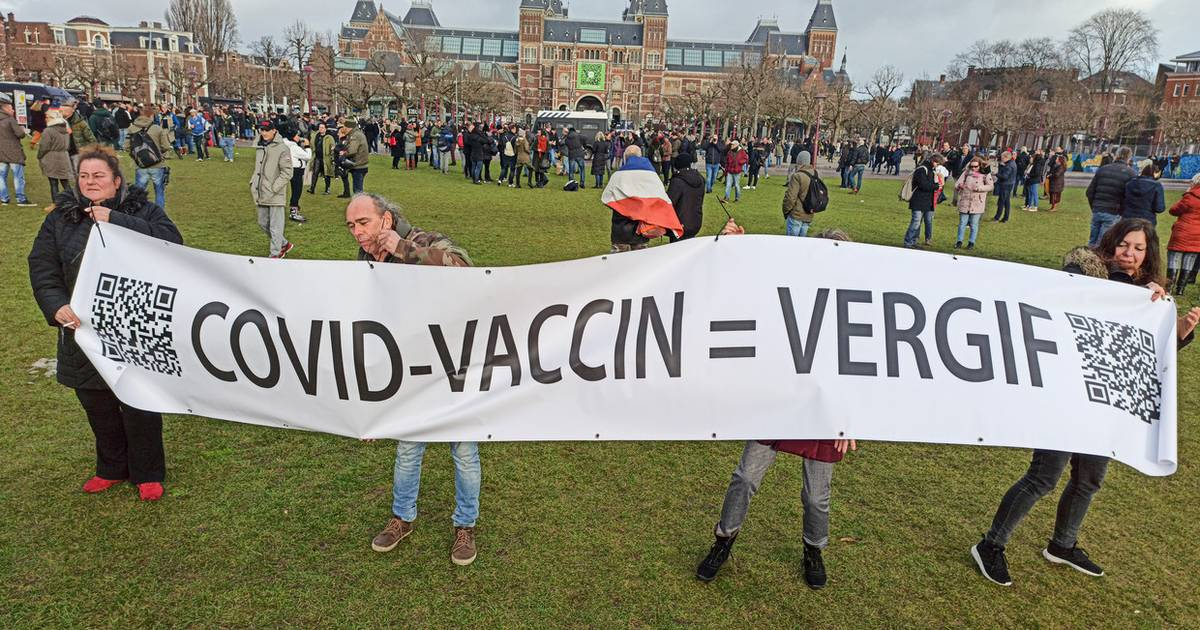 COVID-VACCIN = VERGIF